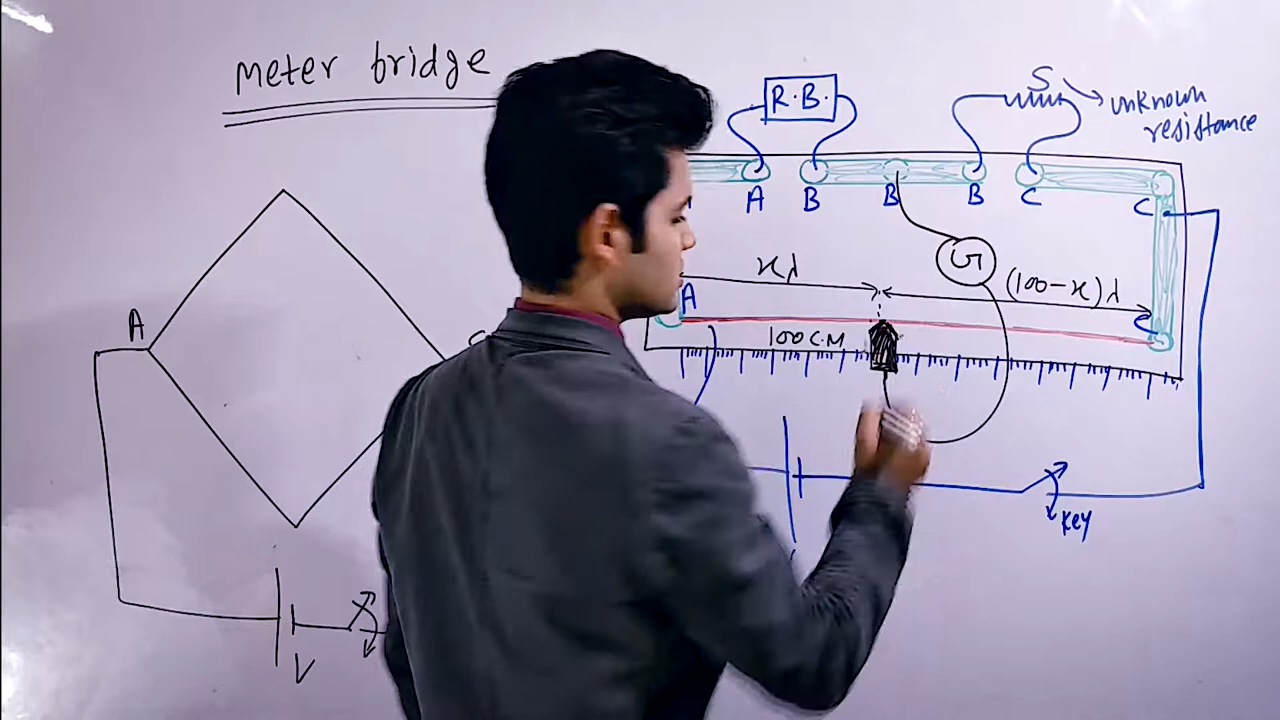 Meter bridge
R.B.
S
unknown
resistance
A B B B C C
G
xλ
(100-x)λ
A
C
100 C.M
A
Key
V